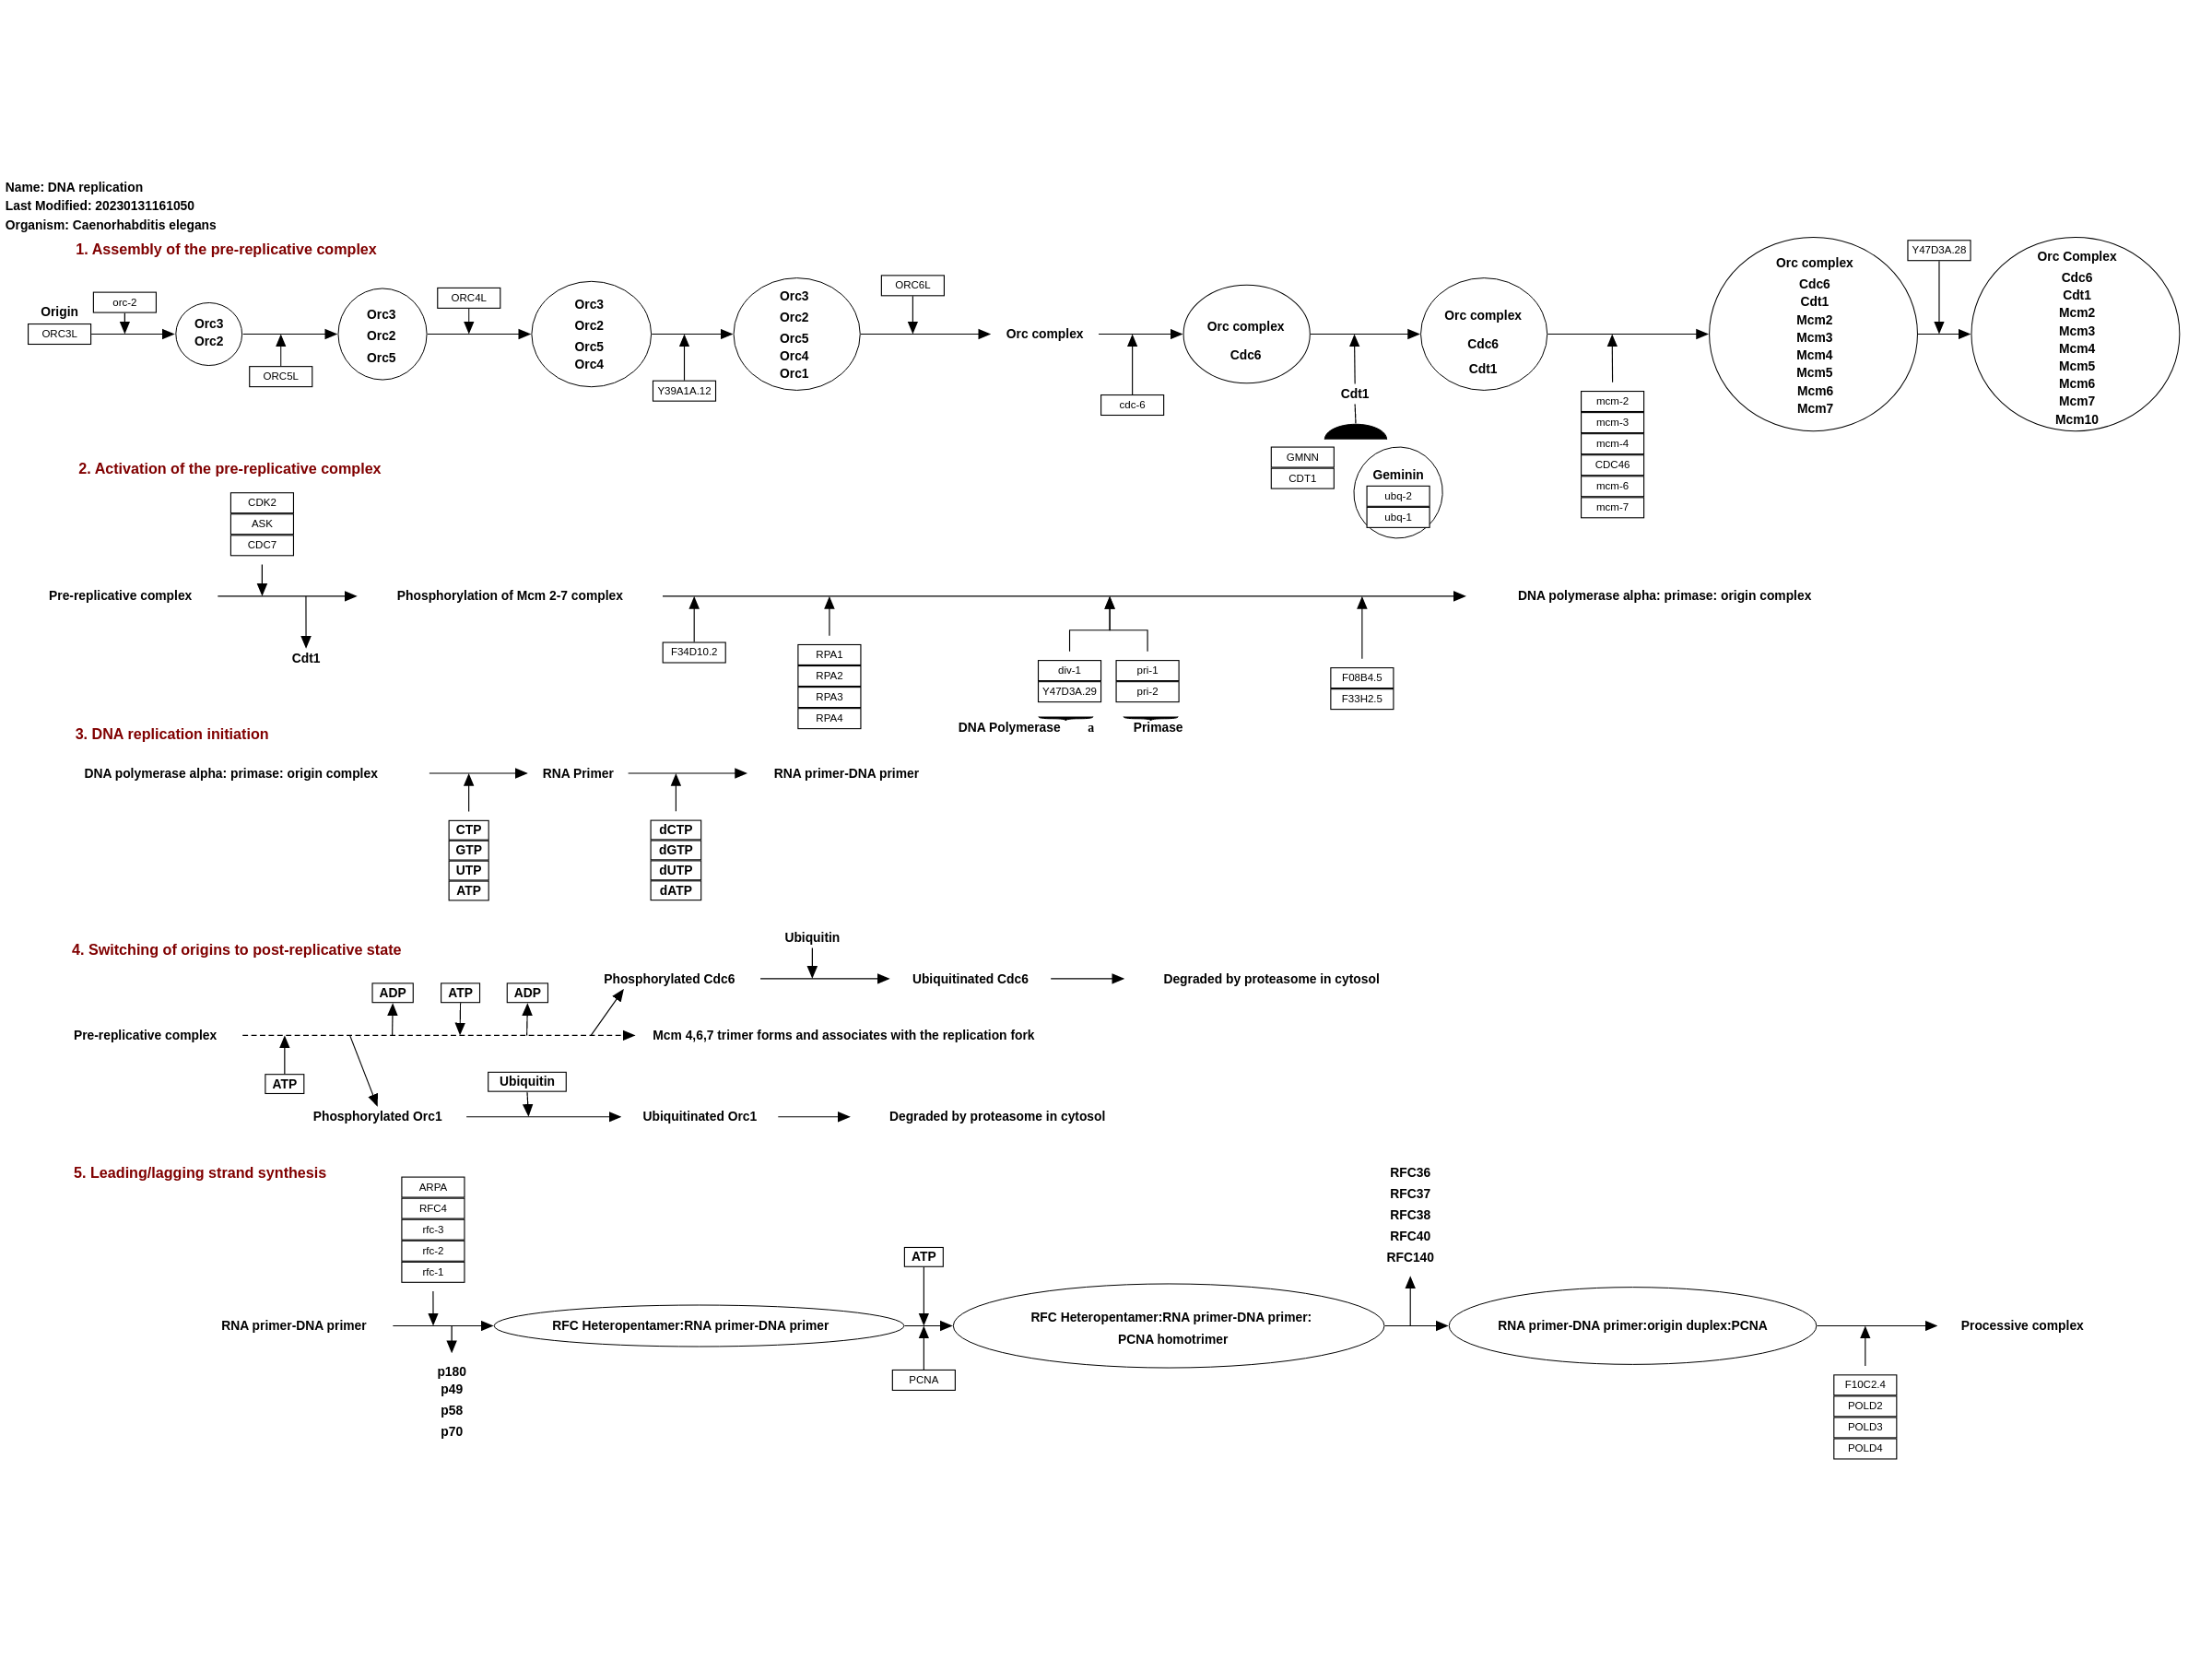 Name: DNA replication
Last Modified: 20230131161050
Organism: Caenorhabditis elegans
1. Assembly of the pre-replicative complex
Origin
ORC3L
orc-2
Orc3
Orc2
ORC5L
Orc3
Orc2
Orc5
ORC4L
Orc3
Orc2
Orc5
Orc4
Y39A1A.12
Orc3
Orc2
Orc5
Orc4
Orc1
ORC6L
Orc complex
cdc-6
Orc complex
Cdc6
Cdt1
GMNN
CDT1
Geminin
ubq-2
ubq-1
Orc complex
Cdc6
Cdt1
mcm-2
mcm-3
mcm-4
CDC46
mcm-6
mcm-7
Orc complex
Cdc6
Cdt1
Mcm2
Mcm3
Mcm4
Mcm5
Mcm6
Mcm7
Y47D3A.28
Orc Complex
Cdc6
Cdt1
Mcm2
Mcm3
Mcm4
Mcm5
Mcm6
Mcm7
Mcm10
2. Activation of the pre-replicative complex
CDK2
ASK
CDC7
Pre-replicative complex
Cdt1
Phosphorylation of Mcm 2-7 complex
F34D10.2
RPA1
RPA2
RPA3
RPA4
div-1
Y47D3A.29
pri-1
pri-2
DNA Polymerase a
Primase
F08B4.5
F33H2.5
DNA polymerase alpha: primase: origin complex
3. DNA replication initiation
DNA polymerase alpha: primase: origin complex
RNA Primer
RNA primer-DNA primer
CTP
GTP
UTP
ATP
dCTP
dGTP
dUTP
dATP
4. Switching of origins to post-replicative state
Ubiquitin
Phosphorylated Cdc6
Ubiquitinated Cdc6
Degraded by proteasome in cytosol
ADP
ATP
ADP
Pre-replicative complex
Mcm 4,6,7 trimer forms and associates with the replication fork
ATP
Ubiquitin
Phosphorylated Orc1
Ubiquitinated Orc1
Degraded by proteasome in cytosol
5. Leading/lagging strand synthesis
ARPA
RFC4
rfc-3
rfc-2
rfc-1
RNA primer-DNA primer
p180
p49
p58
p70
RFC Heteropentamer:RNA primer-DNA primer
ATP
PCNA
RFC Heteropentamer:RNA primer-DNA primer:
PCNA homotrimer
RFC36
RFC37
RFC38
RFC40
RFC140
RNA primer-DNA primer:origin duplex:PCNA
F10C2.4
POLD2
POLD3
POLD4
Processive complex